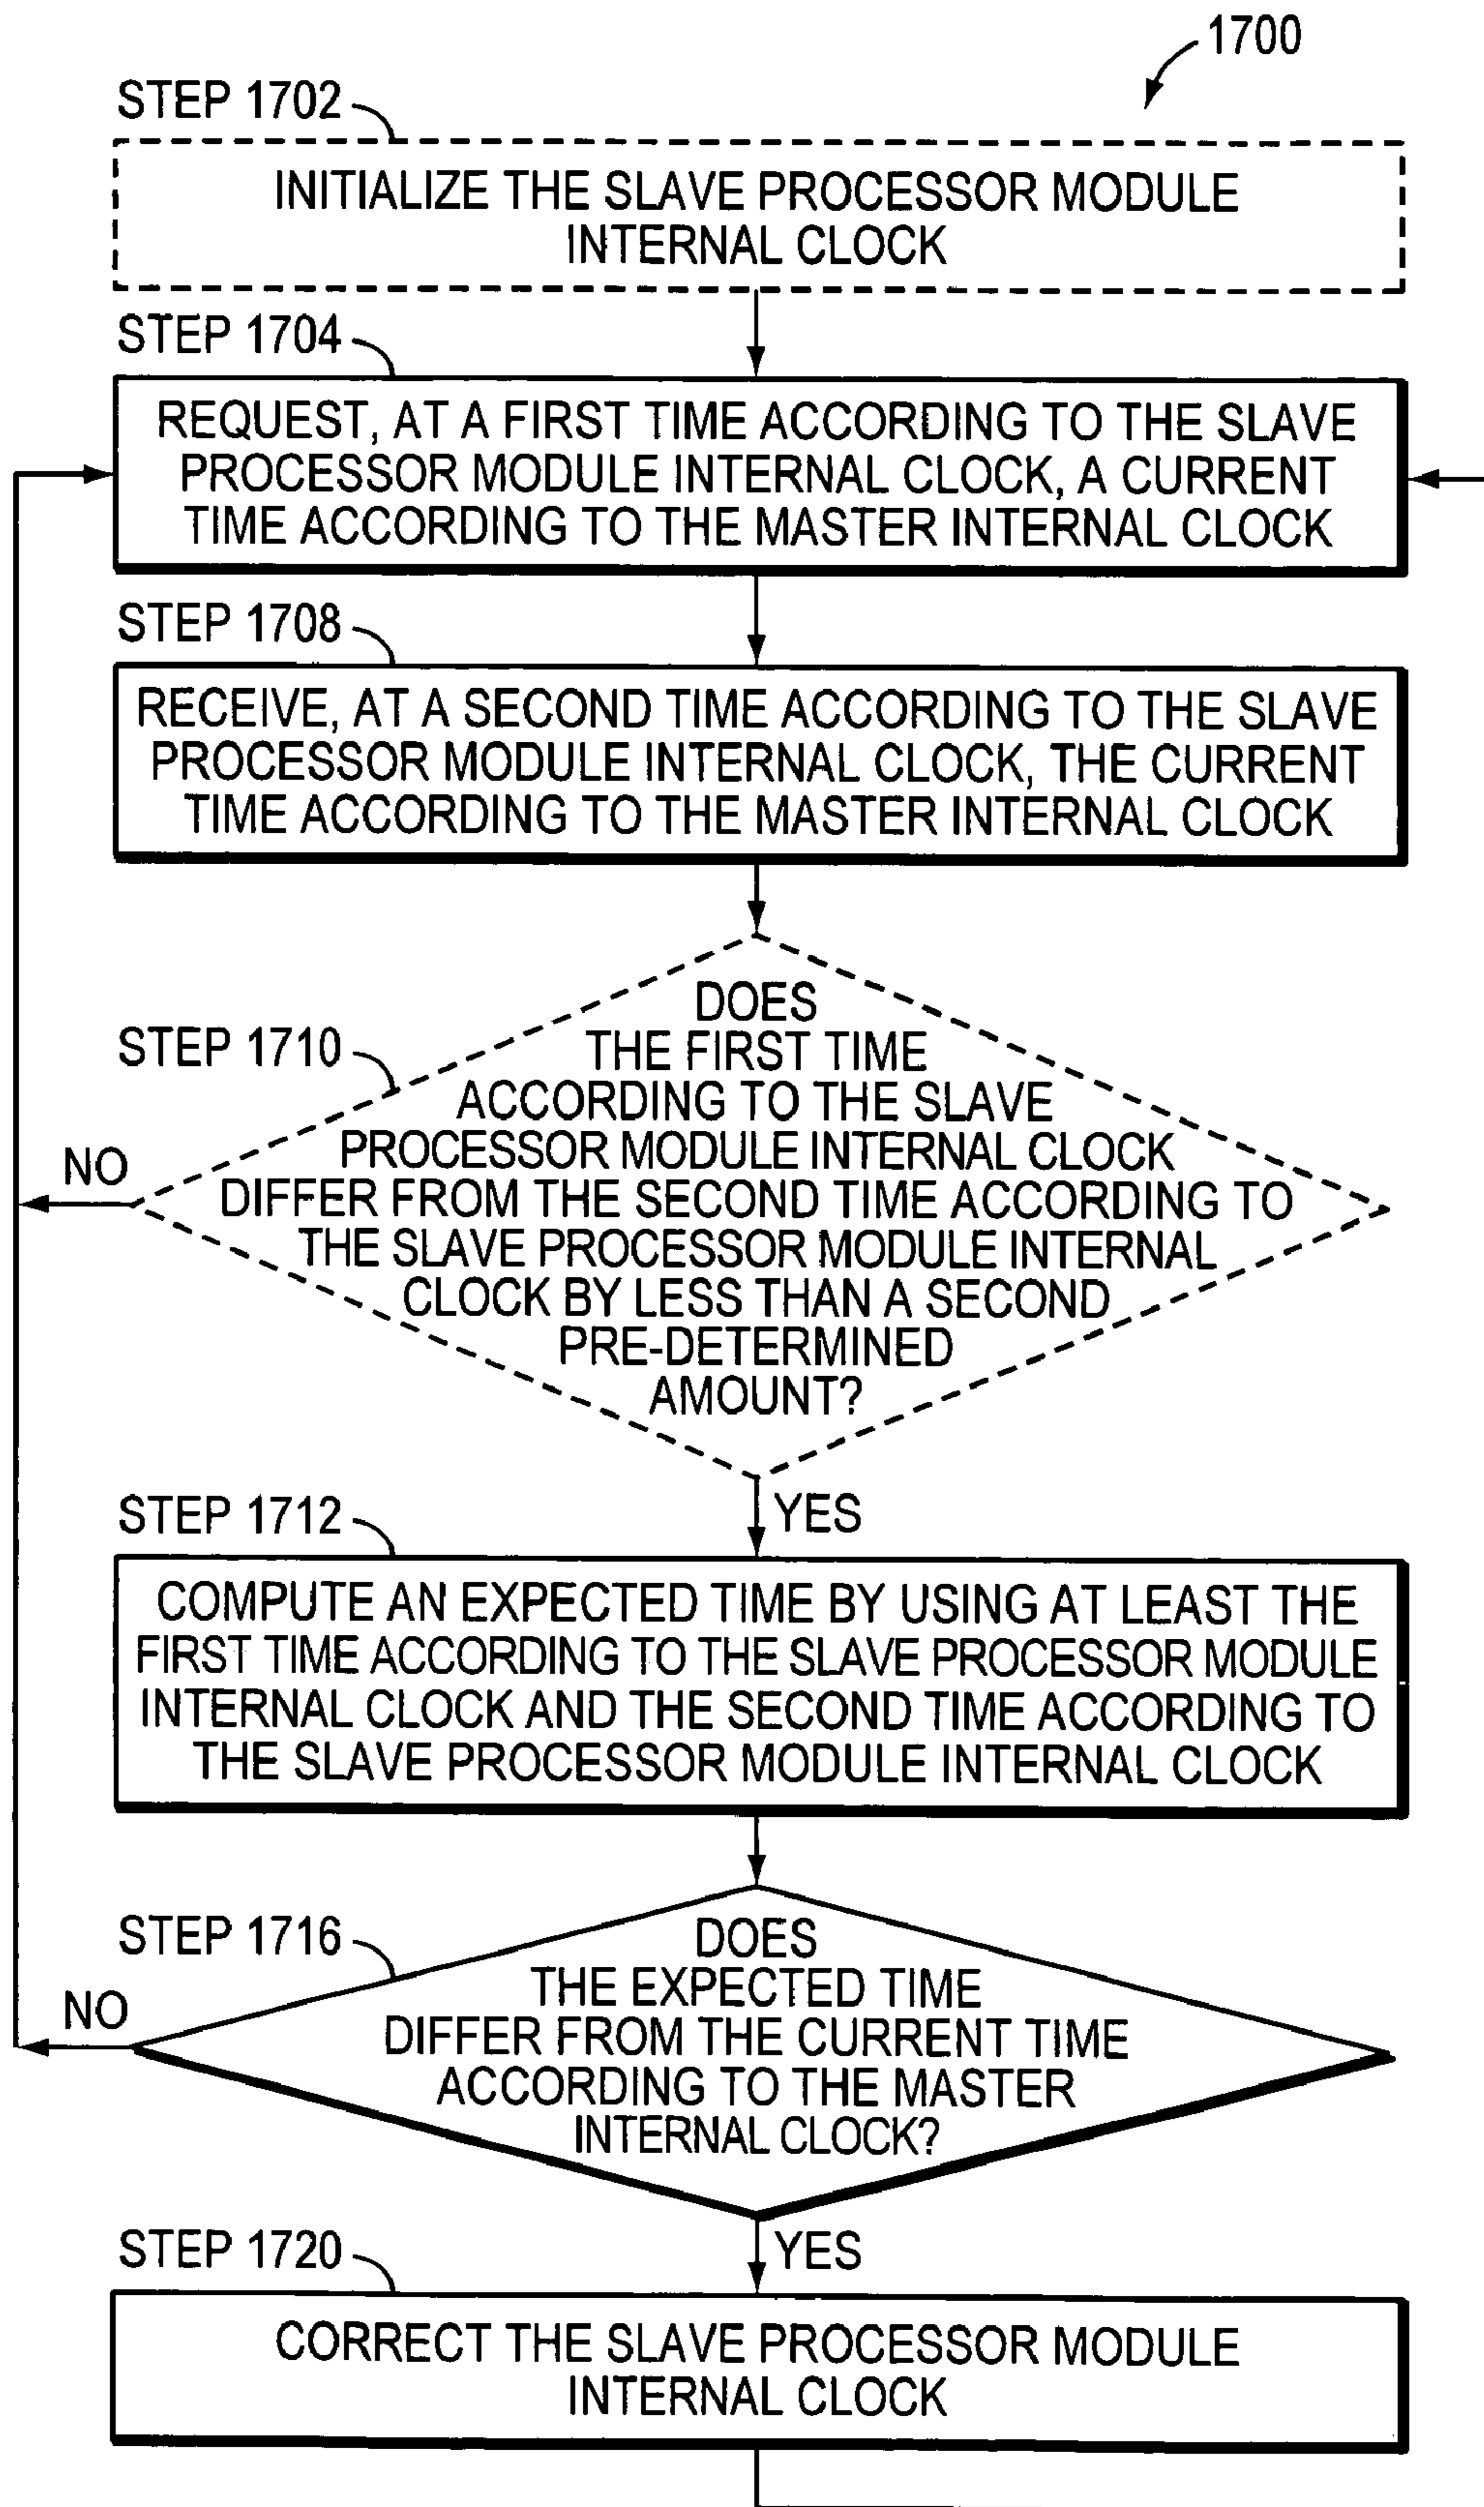 1700
STEP 1702
INITIALIZE THE SLAVE PROCESSOR MODULE
INTERNAL CLOCK
STEP 1704
REQUEST, AT A FIRST TIME ACCORDING TO THE SLAVE
PROCESSOR MODULE INTERNAL CLOCK, A CURRENT
TIME ACCORDING TO THE MASTER INTERNAL CLOCK
STEP 1708
RECEIVE, AT A SECOND TIME ACCORDING TO THE SLAVE
PROCESSOR MODULE INTERNAL CLOCK, THE CURRENT
TIME ACCORDING TO THE MASTER INTERNAL CLOCK
STEP 1710
DOES
THE FIRST TIME
ACCORDING TO THE SLAVE
PROCESSOR MODULE INTERNAL CLOCK
DIFFER FROM THE SECOND TIME ACCORDING TO
THE SLAVE PROCESSOR MODULE INTERNAL
CLOCK BY LESS THAN A SECOND
PRE-DETERMINED
AMOUNT?
NO
YES
STEP 1712
COMPUTE AN EXPECTED TIME BY USING AT LEAST THE
FIRST TIME ACCORDING TO THE SLAVE PROCESSOR MODULE
INTERNAL CLOCK AND THE SECOND TIME ACCORDING TO
THE SLAVE PROCESSOR MODULE INTERNAL CLOCK
STEP 1716
DOES
THE EXPECTED TIME
DIFFER FROM THE CURRENT TIME
ACCORDING TO THE MASTER
INTERNAL CLOCK?
NO
YES
STEP 1720
CORRECT THE SLAVE PROCESSOR MODULE
INTERNAL CLOCK